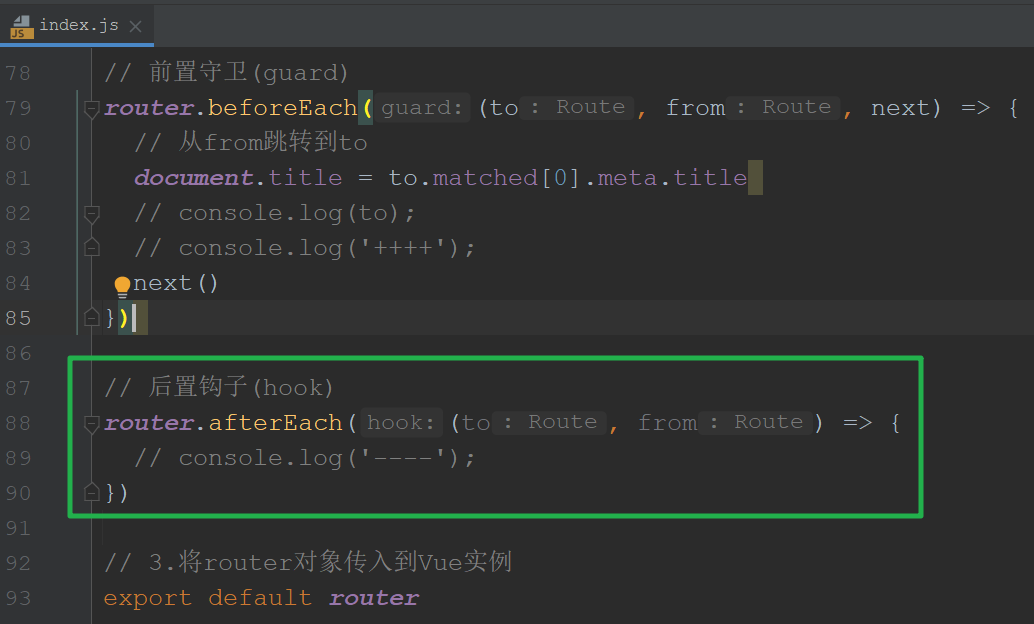 index.js
78 // 前置守卫(guard)
79 router.beforeEach( guard: (to : Route , from : Route , next) => {
80 // 从from跳转到to
81 document.title = to.matched[0].meta.title
82 // console.log(to);
83 // console.log('++++');
84 next()
85 })
86
87 // 后置钩子(hook)
88 router.afterEach( hook: (to : Route , from : Route ) => {
89 // console.log('----');
90 })
91
92 // 3.将router对象传入到Vue实例
93 export default router